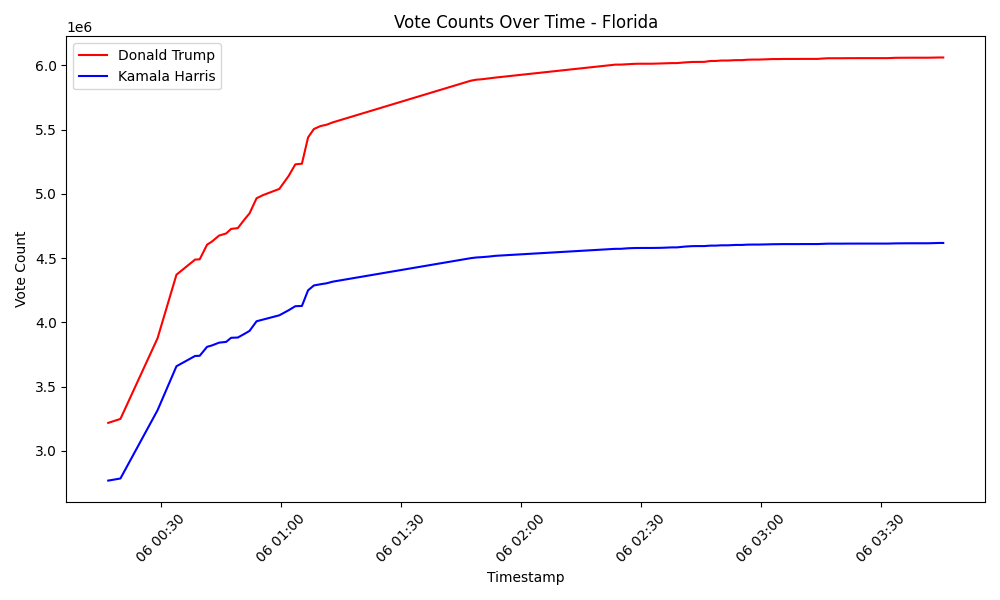 Vote Counts Over Time - Florida
1e6
Donald Trump
Kamala Harris
6.0
5.5
5.0
4.5
4.0
3.5
3.0
Vote Count
06 00:30
06 01:00
06 01:30
06 02:00
06 02:30
06 03:00
06 03:30
Timestamp